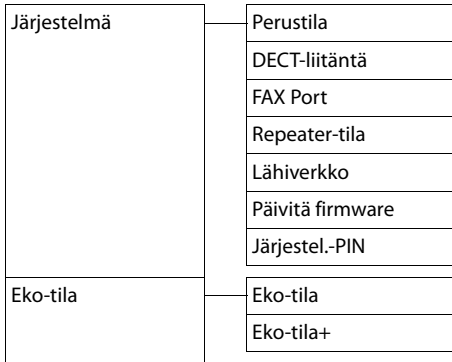 Järjestelmä
Perustila
DECT-liitäntä
FAX Port
Repeater-tila
Lähiverkko
Päivitä firmware
Järjestel.-PIN
Eko-tila
Eko-tila
Eko-tila+